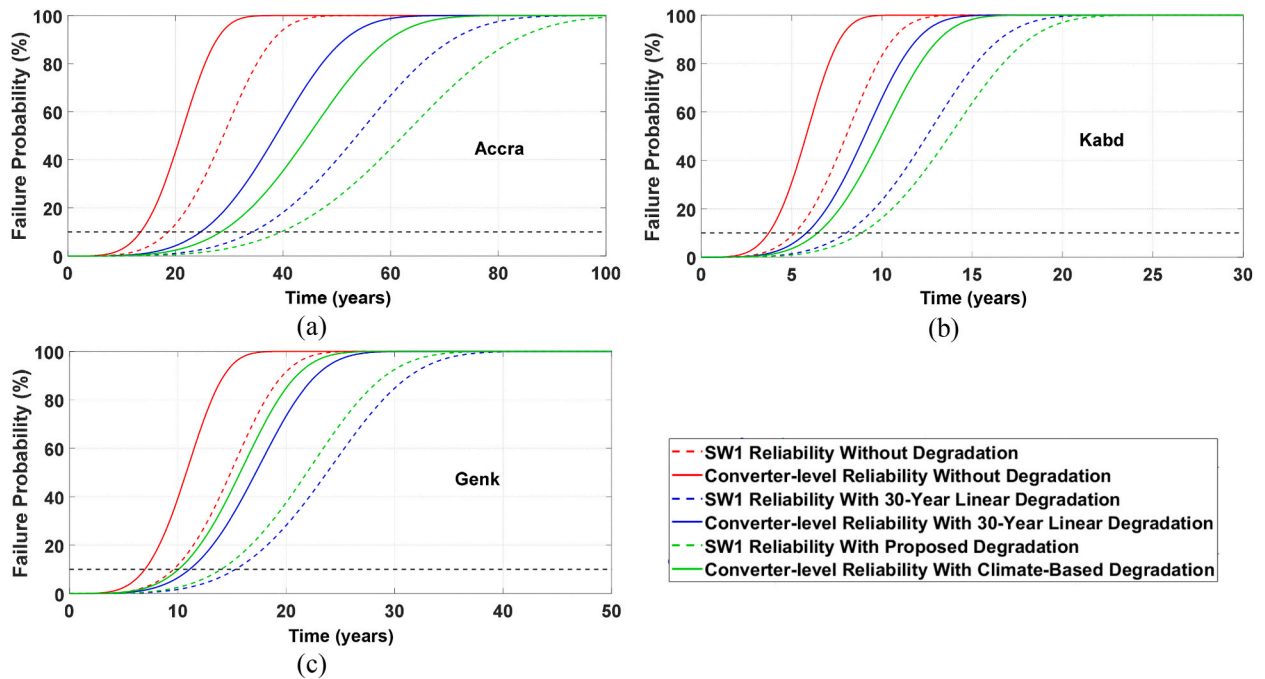 Failure Probability (%)
100
80
60
40
20
0
Accra
0 20 40 60 80 100
Time (years)
(a)
Failure Probability (%)
100
80
60
40
20
0
Kabd
0 5 10 15 20 25 30
Time (years)
(b)
Failure Probability (%)
100
80
60
40
20
0
Genk
0 10 20 30 40 50
Time (years)
(c)
SW1 Reliability Without Degradation
Converter-level Reliability Without Degradation
SW1 Reliability With 30-Year Linear Degradation
Converter-level Reliability With 30-Year Linear Degradation
SW1 Reliability With Proposed Degradation
Converter-level Reliability With Climate-Based Degradation